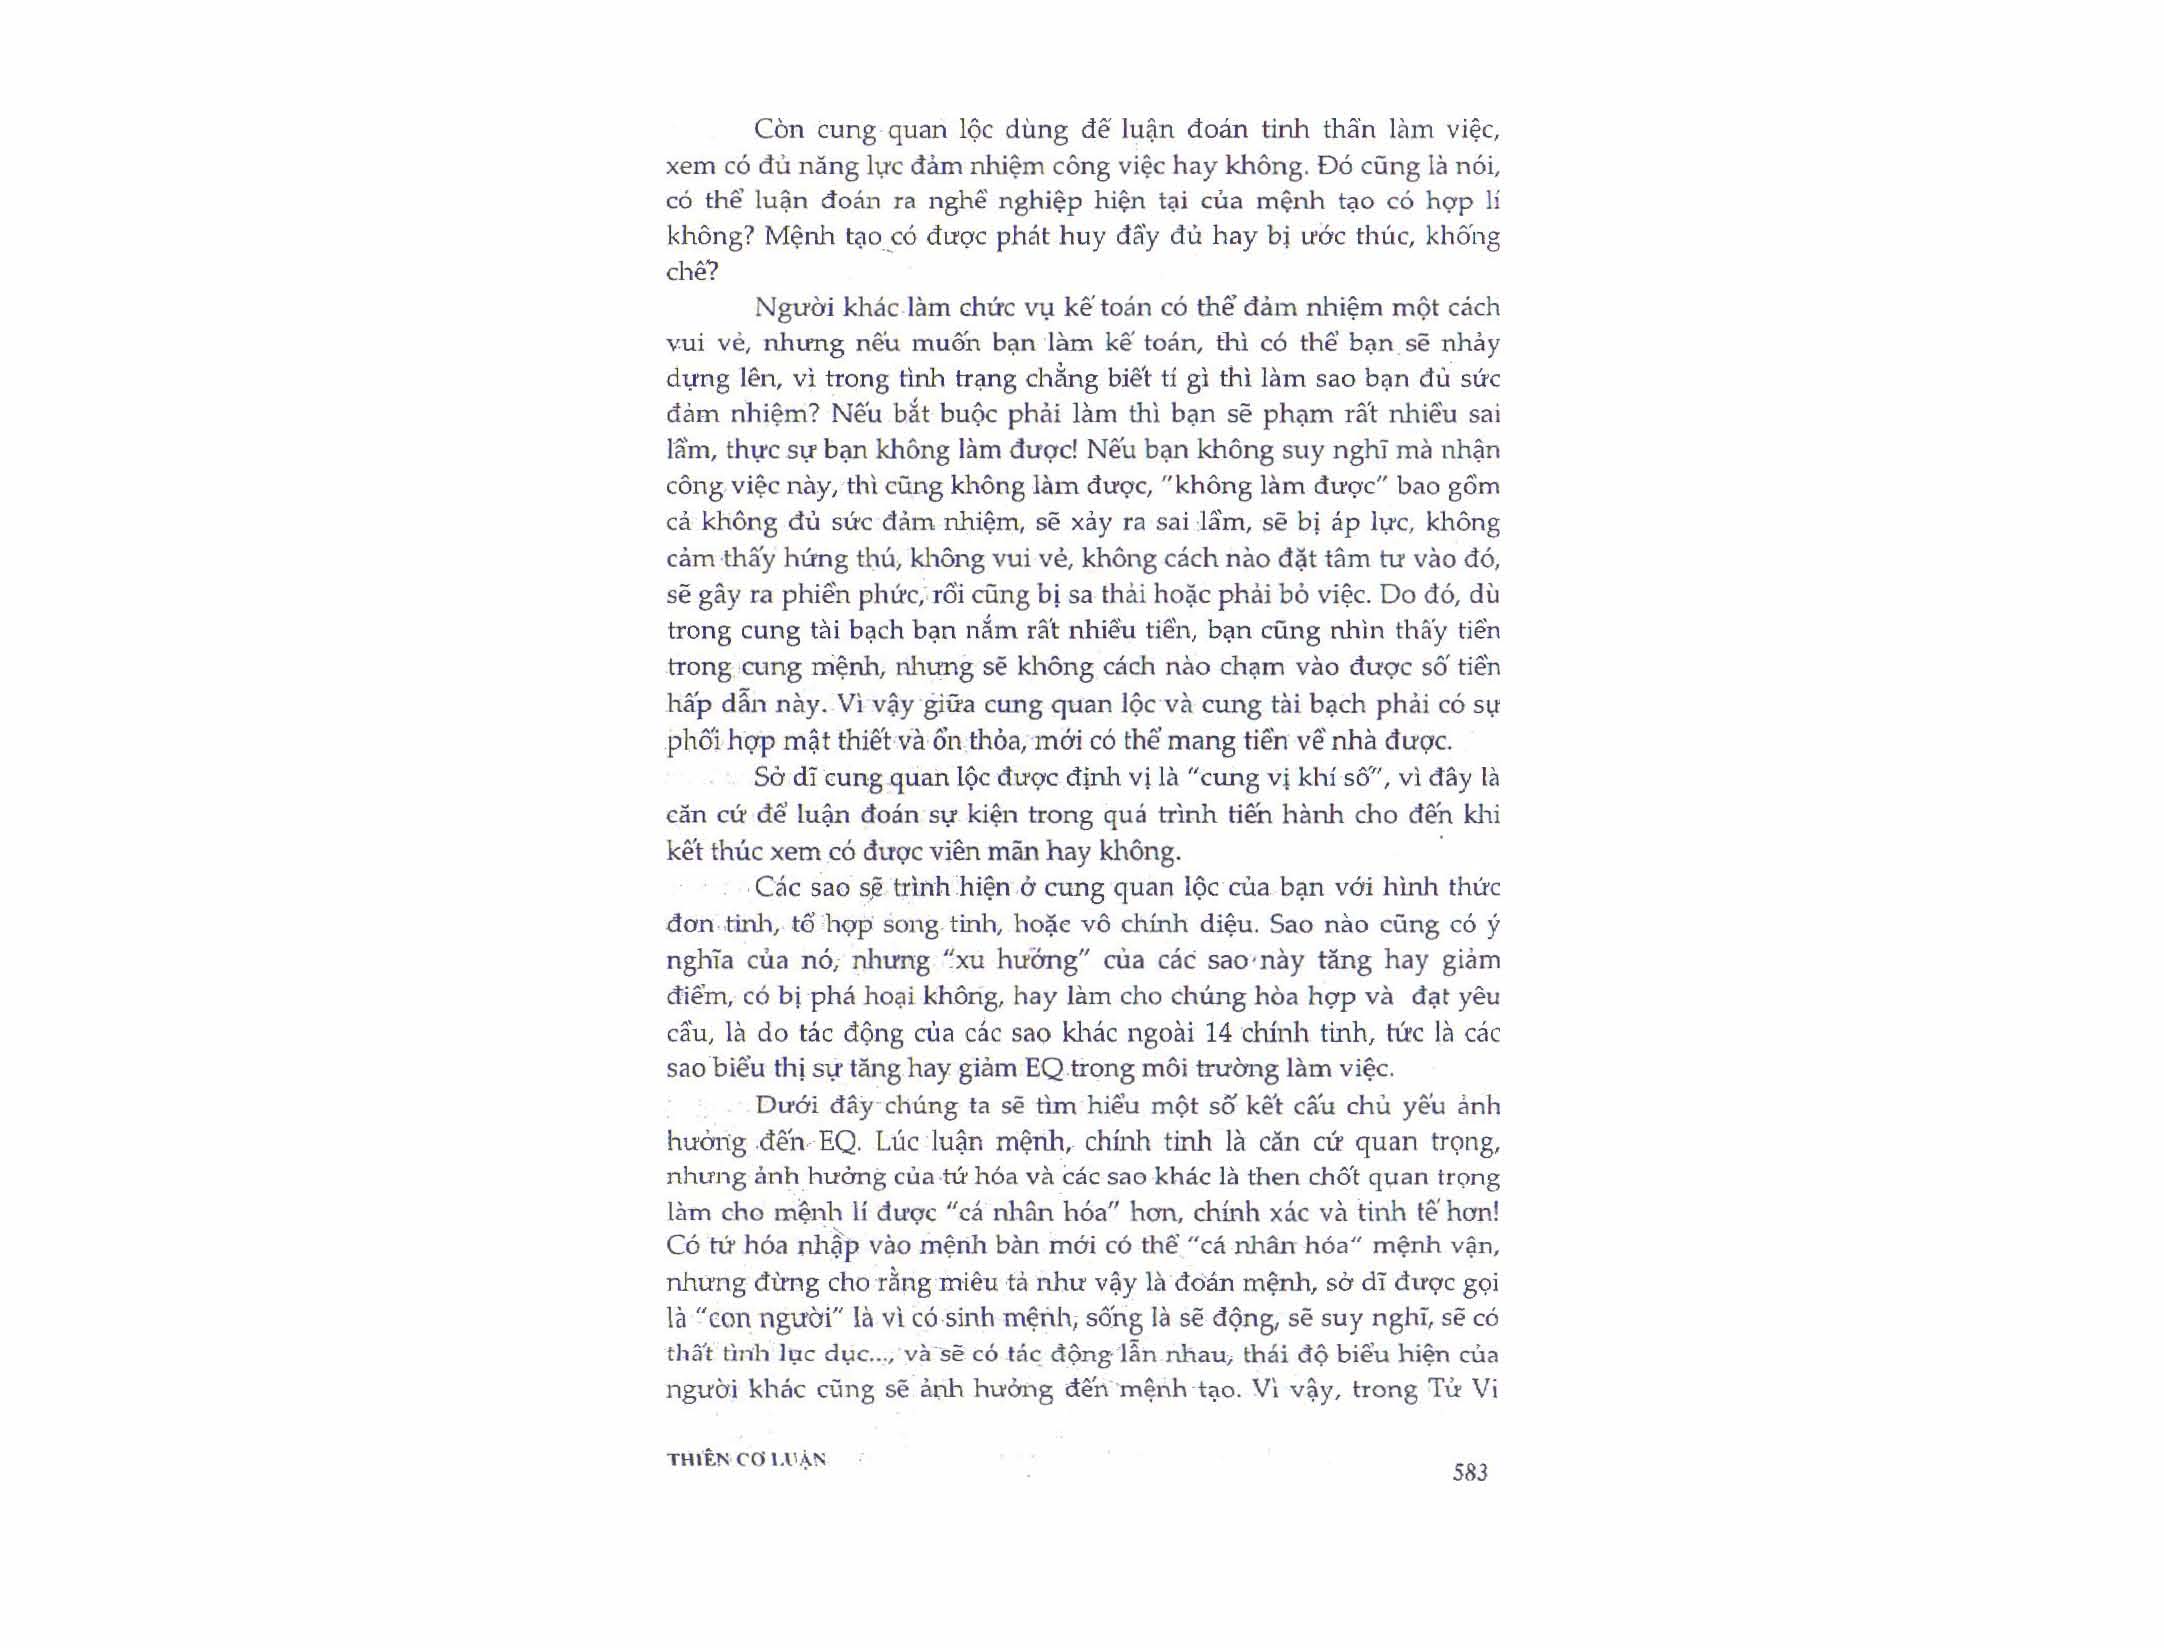 Còn cung quan lộc dùng để luận đoán tinh thần làm việc,
xem có đủ năng lực đảm nhiệm công việc hay không. Đó cũng là nói,
có thể luận đoán ra nghề nghiệp hiện tại của mệnh tạo có hợp lí
không? Mệnh tạo có được phát huy đầy đủ hay bị ước thúc, khống
chế?
Người khác làm chức vụ kế toán có thể đảm nhiệm một cách
vui vẻ, nhưng nếu muốn bạn làm kế toán, thì có thể bạn sẽ nhảy
dựng lên, vì trong tình trạng chẳng biết tí gì thì làm sao bạn đủ sức
đảm nhiệm? Nếu bắt buộc phải làm thì bạn sẽ phạm rất nhiều sai
lầm, thực sự bạn không làm được! Nếu bạn không suy nghĩ mà nhận
công việc này, thì cũng không làm được, "không làm được" bao gồm
cả không đủ sức đảm nhiệm, sẽ xảy ra sai lầm, sẽ bị áp lực, không
cảm thấy hứng thú, không vui vẻ, không cách nào đặt tâm tư vào đó,
sẽ gây ra phiền phức, rồi cũng bị sa thải hoặc phải bỏ việc. Do đó, dù
trong cung tài bạch bạn nắm rất nhiều tiền, bạn cũng nhìn thấy tiền
trong cung mệnh, nhưng sẽ không cách nào chạm vào được số tiền
hấp dẫn này. Vì vậy giữa cung quan lộc và cung tài bạch phải có sự
phối hợp mật thiết và ổn thỏa, mới có thể mang tiền về nhà được.
Sở dĩ cung quan lộc được định vị là "cung vị khí số", vì đây là
căn cứ để luận đoán sự kiện trong quá trình tiến hành cho đến khi
kết thúc xem có được viên mãn hay không.
Các sao sẽ trình hiện ở cung quan lộc của bạn với hình thức
đơn tinh, tổ hợp song tinh, hoặc vô chính diệu. Sao nào cũng có ý
nghĩa của nó, nhưng "xu hướng" của các sao này tăng hay giảm
điểm, có bị phá hoại không, hay làm cho chúng hòa hợp và đạt yêu
cầu, là do tác động của các sao khác ngoài 14 chính tinh, tức là các
sao biểu thị sự tăng hay giảm EQ trong môi trường làm việc.
Dưới đây chúng ta sẽ tìm hiểu một số kết cấu chủ yếu ảnh
hưởng đến EQ. Lúc luận mệnh, chính tinh là căn cứ quan trọng,
nhưng ảnh hưởng của tứ hóa và các sao khác là then chốt quan trọng
làm cho mệnh lí được "cá nhân hóa" hơn, chính xác và tinh tế hơn!
Có tứ hóa nhập vào mệnh bàn mới có thể "cá nhân hóa" mệnh vận,
nhưng đừng cho rằng miêu tả như vậy là đoán mệnh, sở dĩ được gọi
là "con người" là vì có sinh mệnh, sống là sẽ động, sẽ suy nghĩ, sẽ có
thất tình lục dục..., và sẽ có tác động lẫn nhau, thái độ biểu hiện của
người khác cũng sẽ ảnh hưởng đến mệnh tạo. Vì vậy, trong Tử Vi
THIÊN CƠ LUẬN
583